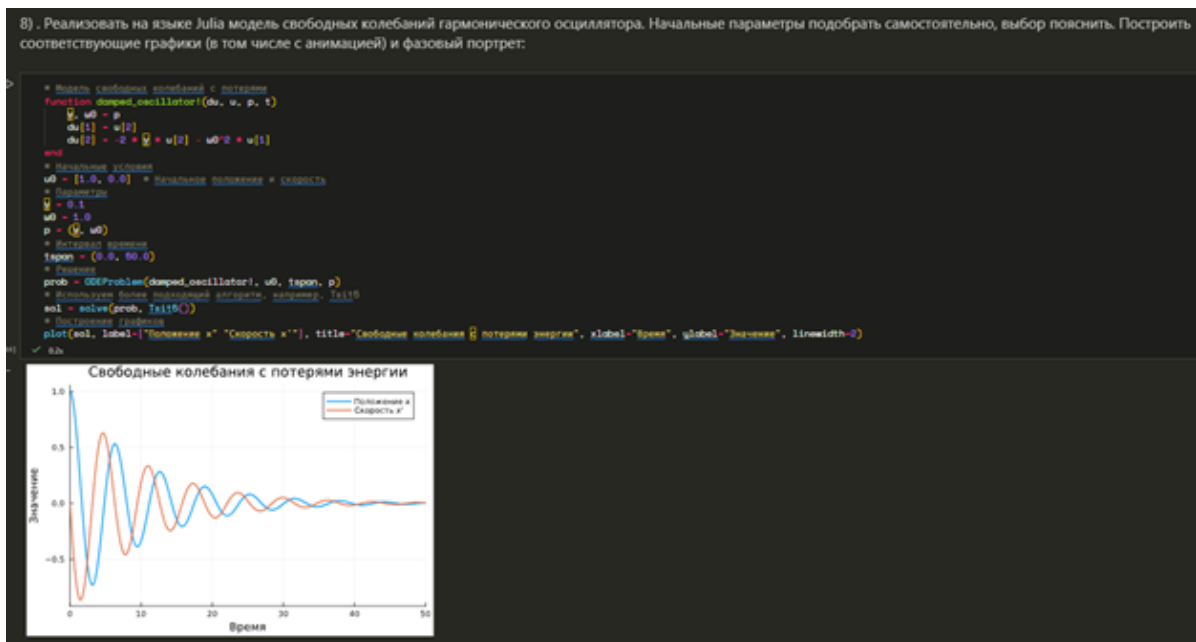 8) . Реализовать на языке Julia модель свободных колебаний гармонического осциллятора. Начальные параметры подобрать самостоятельно, выбор пояснить. Построить
соответствующие графики (в том числе с анимацией) и фазовый портрет:
# Модель свободных колебаний с потерями
function damped_oscillator!(du, u, p, t)
γ, ω0 = p
du[1] = u[2]
du[2] = -2 * γ * u[2] - ω0^2 * u[1]
end
# Начальные условия
u0 = [1.0, 0.0] # Начальное положение и скорость
# Параметры
γ = 0.1
ω0 = 1.0
p = (γ, ω0)
# Интервал времени
tspan = (0.0, 50.0)
# Решение
prob = ODEProblem(damped_oscillator!, u0, tspan, p)
# Используем более подходящий алгоритм, например, Tsit5
sol = solve(prob, Tsit5())
# Построение графиков
plot(sol, label=["Положение x" "Скорость x'"], title="Свободные колебания с потерями энергии", xlabel="Время", ylabel="Значение", linewidth=2)
✓ 0.2s
Свободные колебания с потерями энергии
Положение x
Скорость x'
1.0
0.5
0.0
-0.5
Значение
0 10 20 30 40 50
Время